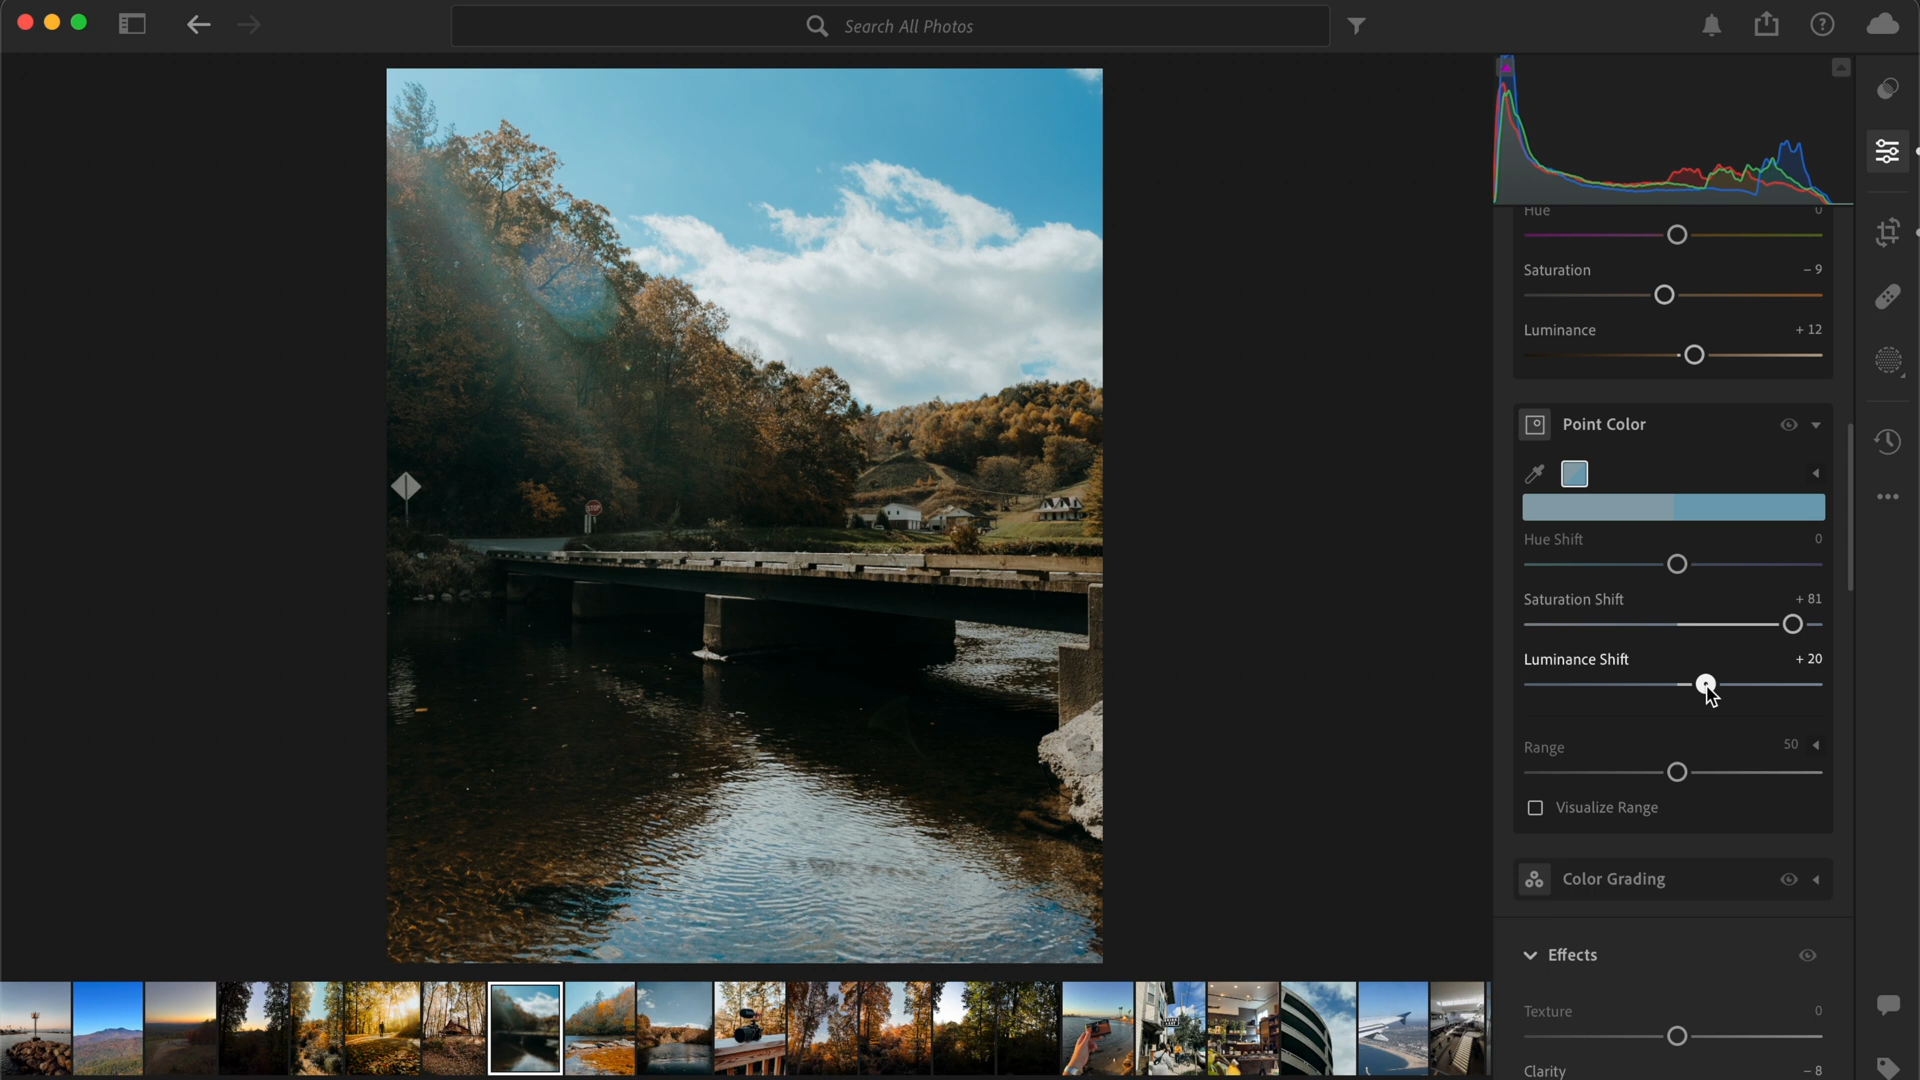 Search All Photos
Hue 0
Saturation – 9
Luminance + 12
Point Color
Hue Shift 0
Saturation Shift + 81
Luminance Shift + 20
Range 50
Visualize Range
Color Grading
Effects
Texture 0
Clarity – 8
STOP